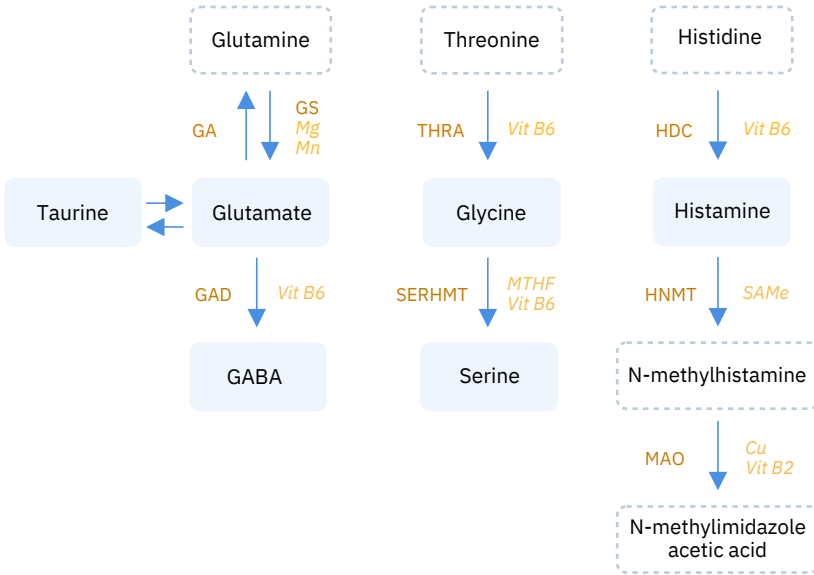 Glutamine
Threonine
Histidine
GA
GS
Mg
Mn
THRA
Vit B6
HDC
Vit B6
Taurine
Glutamate
Glycine
Histamine
GAD
Vit B6
SERHMT
MTHF
Vit B6
HNMT
SAMe
GABA
Serine
N-methylhistamine
MAO
Cu
Vit B2
N-methylimidazole
acetic acid